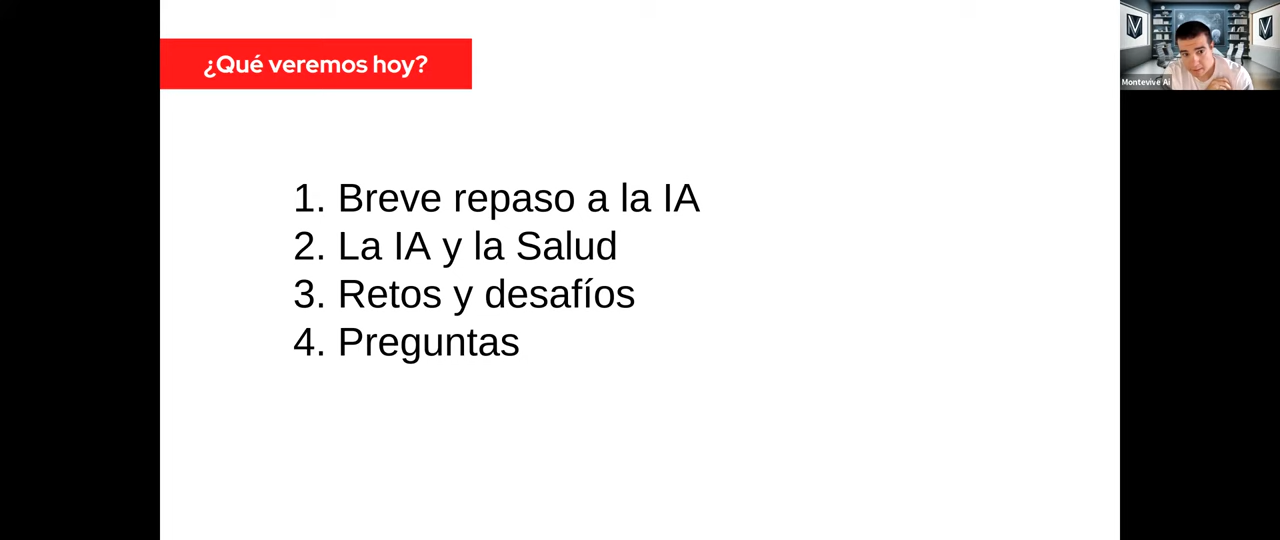 ¿Qué veremos hoy?
1. Breve repaso a la IA
2. La IA y la Salud
3. Retos y desafíos
4. Preguntas
Montevive Ai